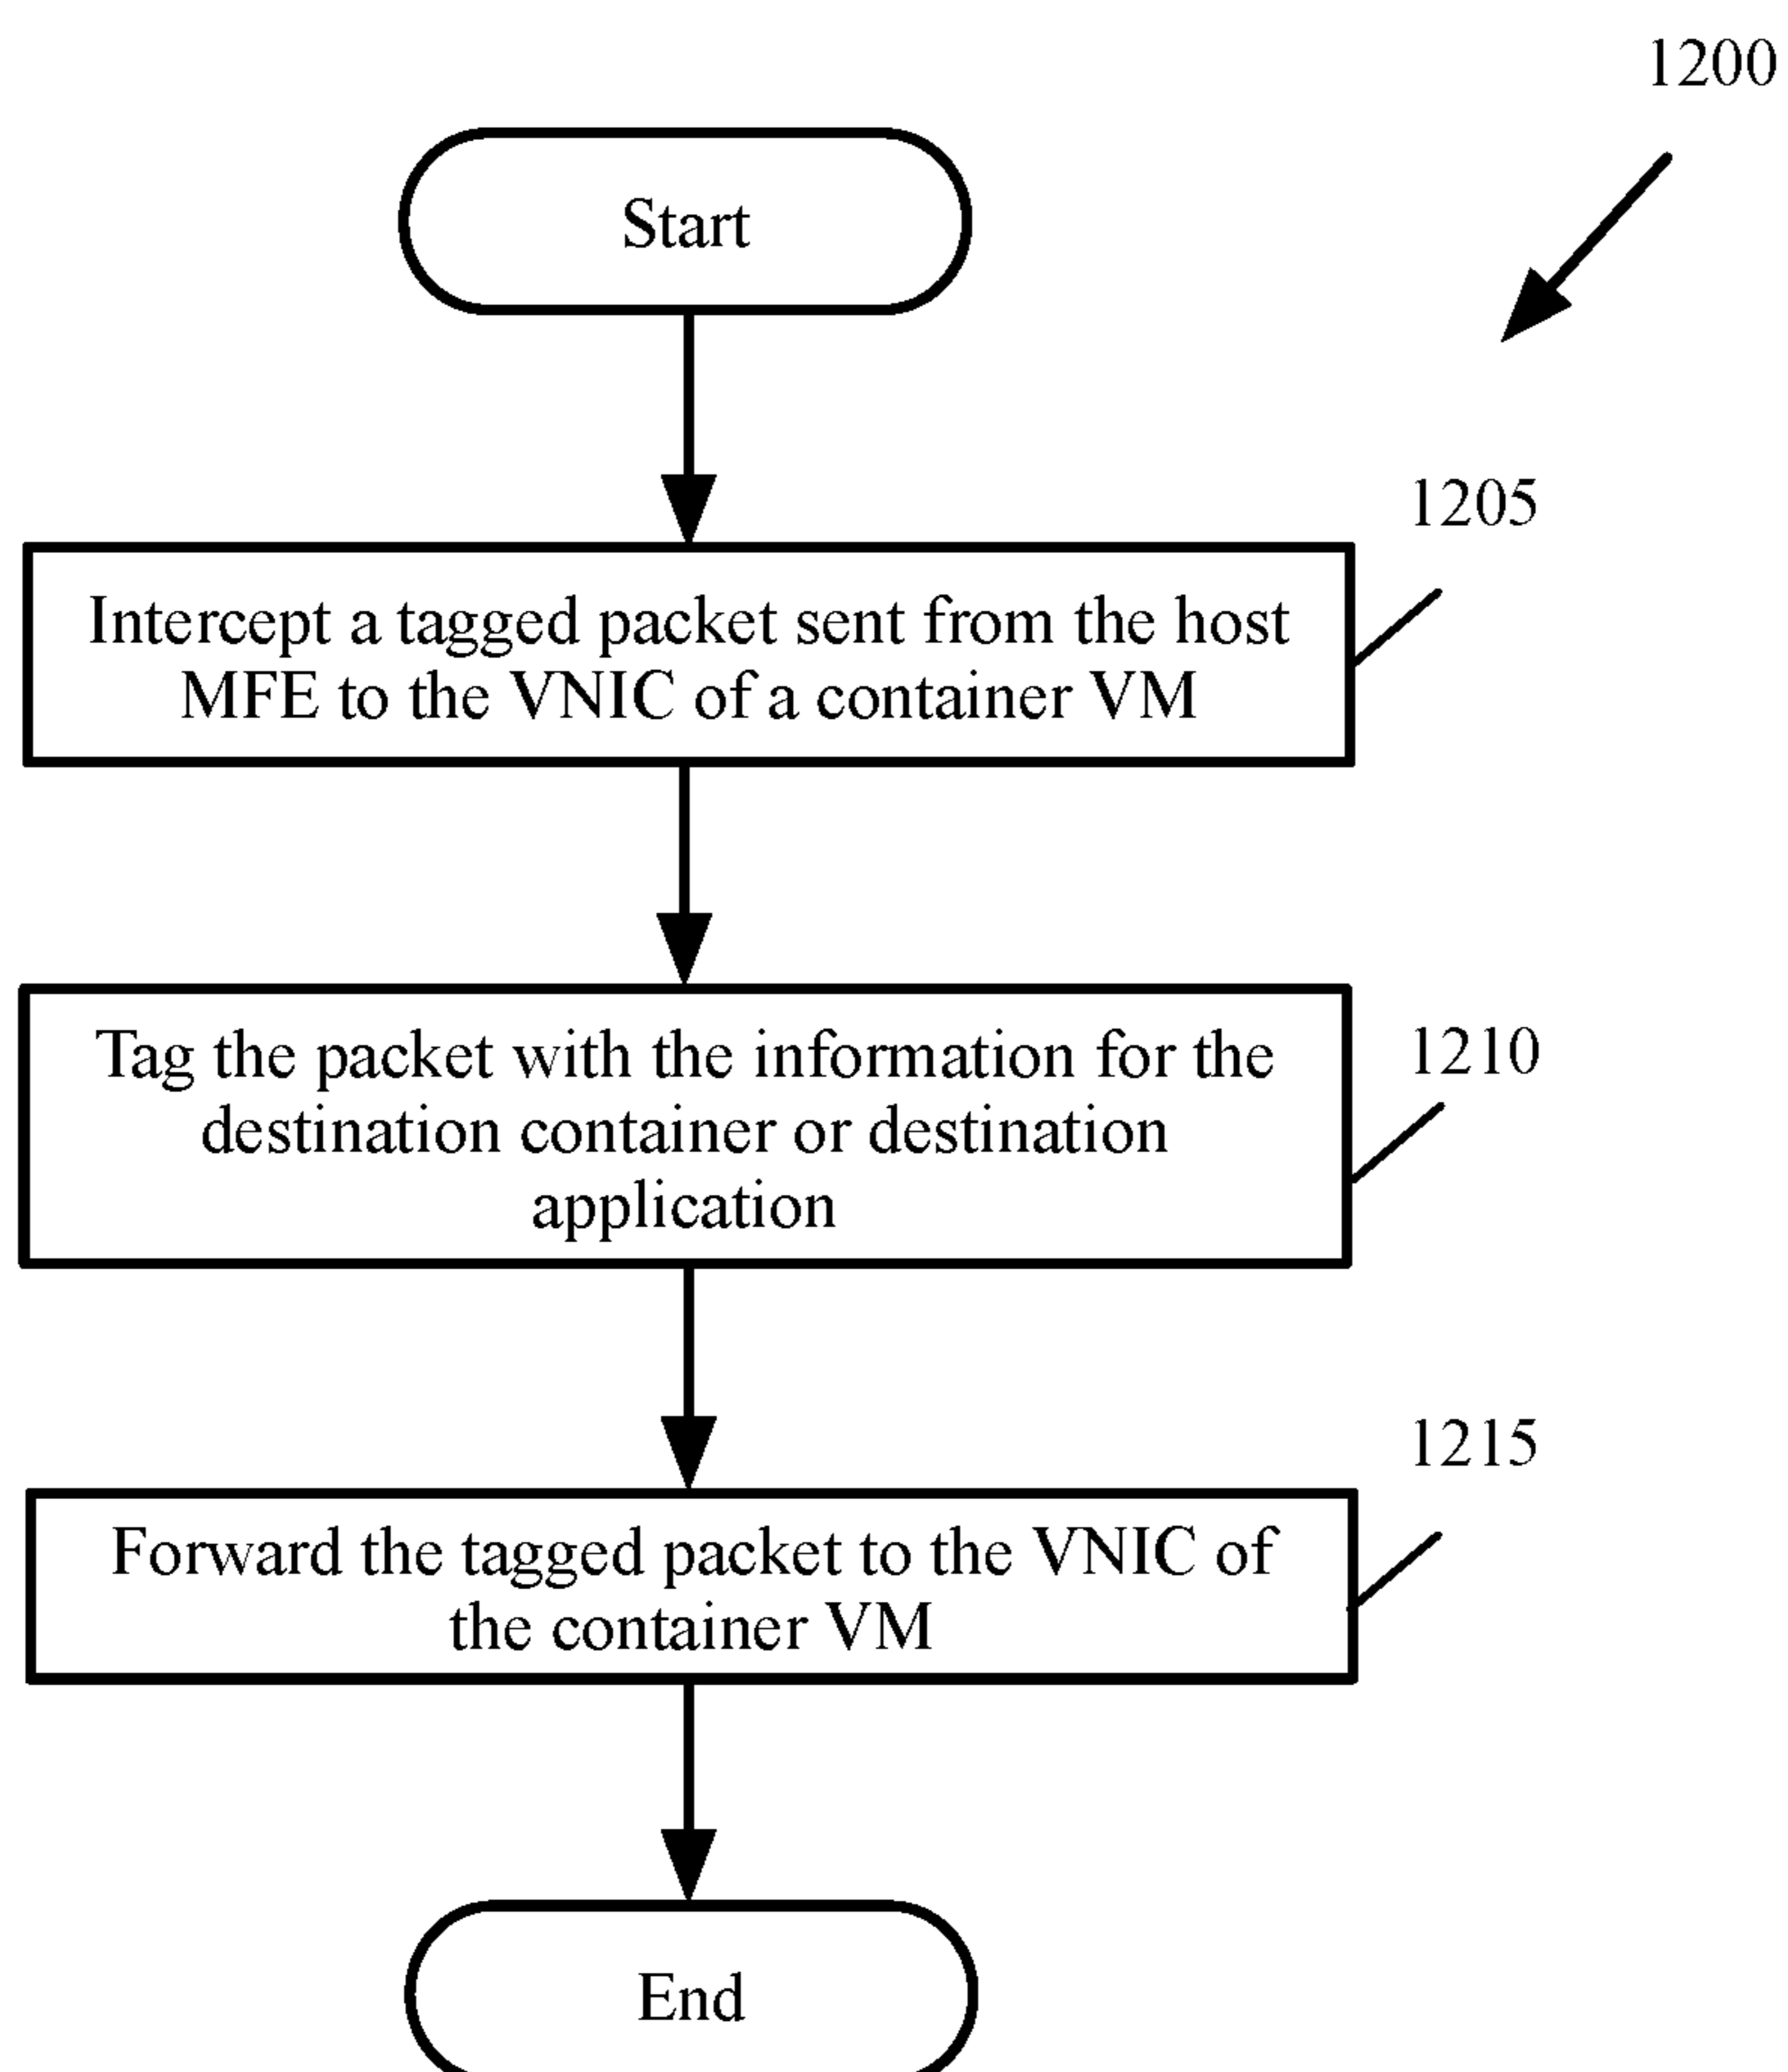 1200
Start
1205
Intercept a tagged packet sent from the host
MFE to the VNIC of a container VM
1210
Tag the packet with the information for the
destination container or destination
application
1215
Forward the tagged packet to the VNIC of
the container VM
End